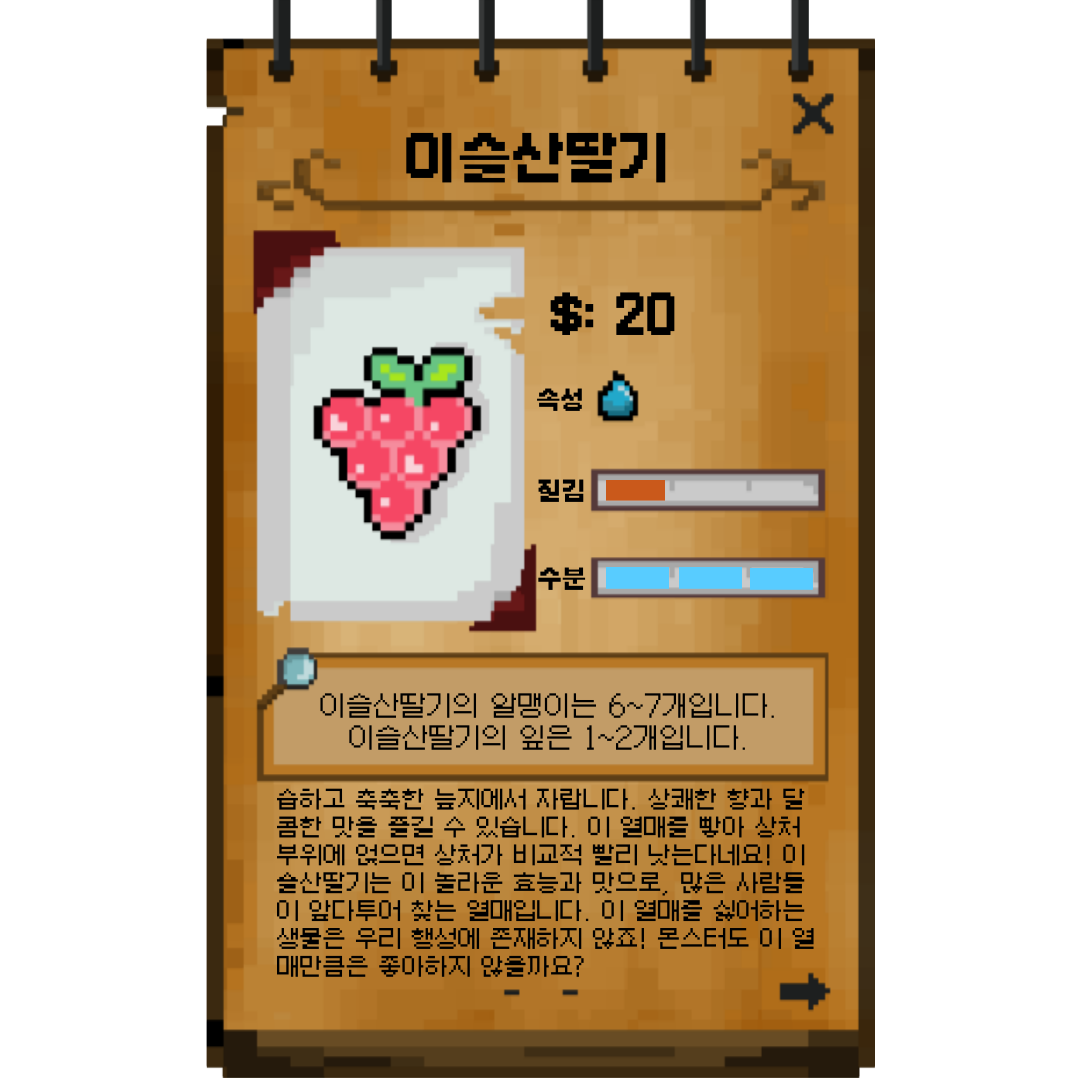 이슬산딸기
$: 20
속성
질김
수분
이슬산딸기의 알맹이는 6~7개입니다.
이슬산딸기의 잎은 1~2개입니다.
습하고 축축한 늪지에서 자랍니다. 상쾌한 향과 달
콤한 맛을 즐길 수 있습니다. 이 열매를 빻아 상처
부위에 얹으면 상처가 비교적 빨리 낫는다네요! 이
슬산딸기는 이 놀라운 효능과 맛으로, 많은 사람들
이 앞다투어 찾는 열매입니다. 이 열매를 싫어하는
생물은 우리 행성에 존재하지 않죠! 몬스터도 이 열
매만큼은 좋아하지 않을까요?